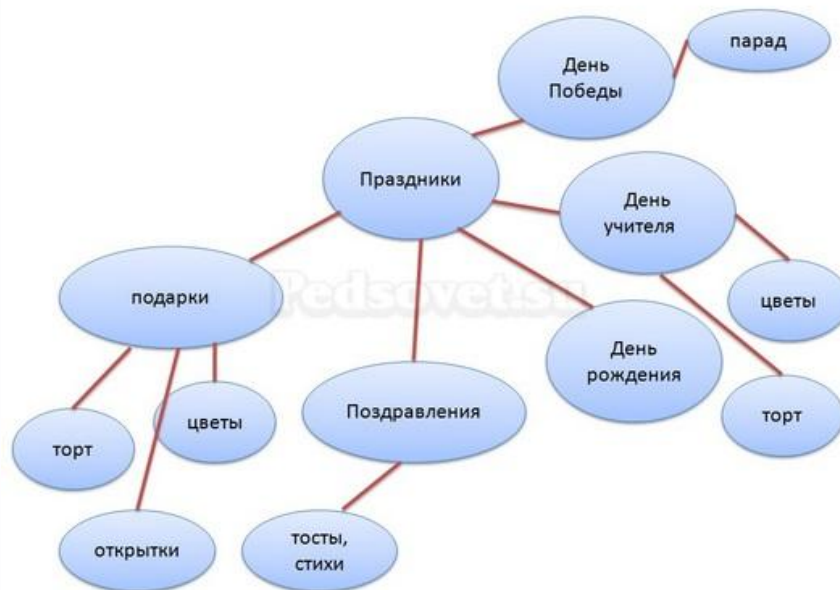 парад
День
Победы
Праздники
День
учителя
подарки
Pedsovet.su
цветы
День
рождения
Поздравления
цветы
торт
торт
открытки
тосты,
стихи